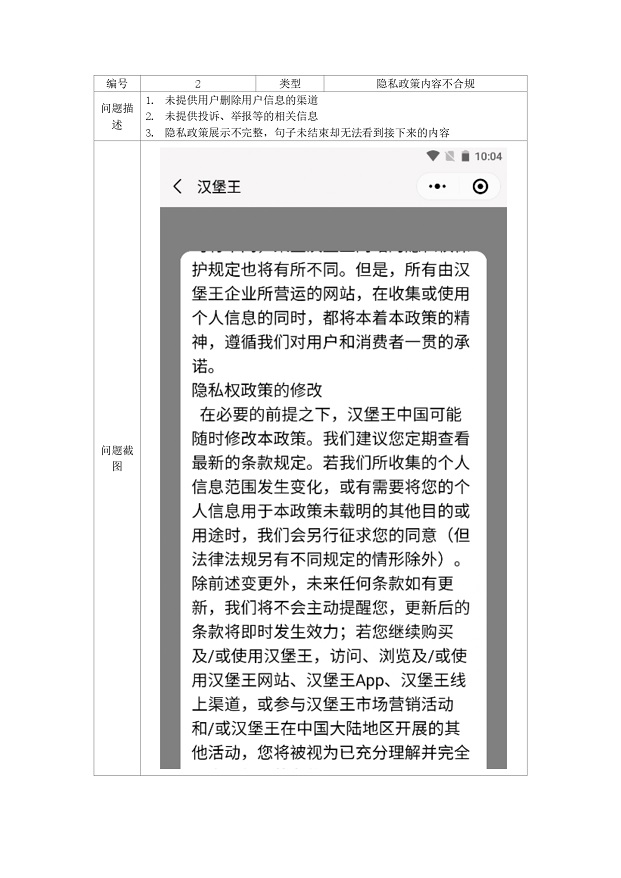 编号 2 类型 隐私政策内容不合规
问题描述
1. 未提供用户删除用户信息的渠道
2. 未提供投诉、举报等的相关信息
3. 隐私政策展示不完整，句子未结束却无法看到接下来的内容
问题截图
10:04
汉堡王
护规定也将有所不同。但是，所有由汉
堡王企业所营运的网站，在收集或使用
个人信息的同时，都将本着本政策的精
神，遵循我们对用户和消费者一贯的承
诺。
隐私权政策的修改
在必要的前提之下，汉堡王中国可能
随时修改本政策。我们建议您定期查看
最新的条款规定。若我们所收集的个人
信息范围发生变化，或有需要将您的个
人信息用于本政策未载明的其他目的或
用途时，我们会另行征求您的同意（但
法律法规另有不同规定的情形除外）。
除前述变更外，未来任何条款如有更
新，我们将不会主动提醒您，更新后的
条款将即时发生效力；若您继续购买
及/或使用汉堡王，访问、浏览及/或使
用汉堡王网站、汉堡王App、汉堡王线
上渠道，或参与汉堡王市场营销活动
和/或汉堡王在中国大陆地区开展的其
他活动，您将被视为已充分理解并完全